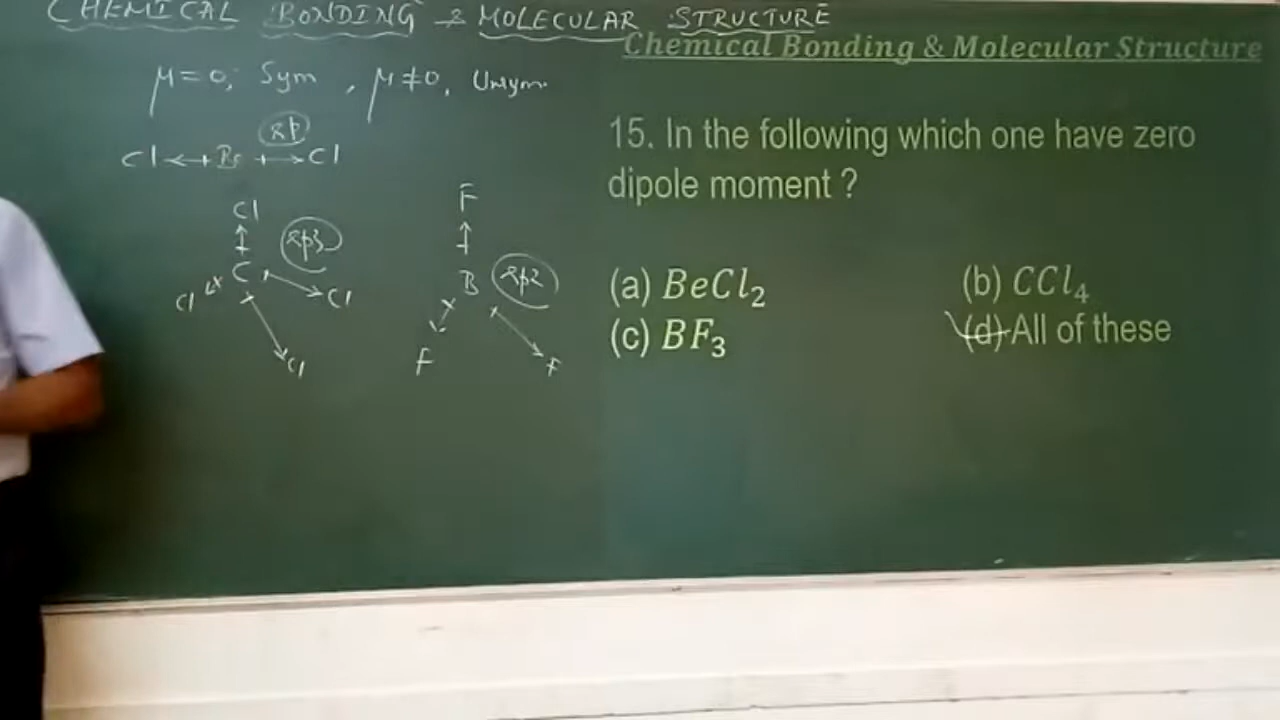 CHEMICAL BONDING & MOLECULAR STRUCTURE
Chemical Bonding & Molecular Structure
μ=0; Sym, μ≠0, Unsym.
sp
Cl Be Cl
Cl
sp3
C
Cl Cl
Cl
F
B sp2
F F
15. In the following which one have zero
dipole moment ?
(a) BeCl₂ (b) CCl₄
(c) BF₃ (d) All of these